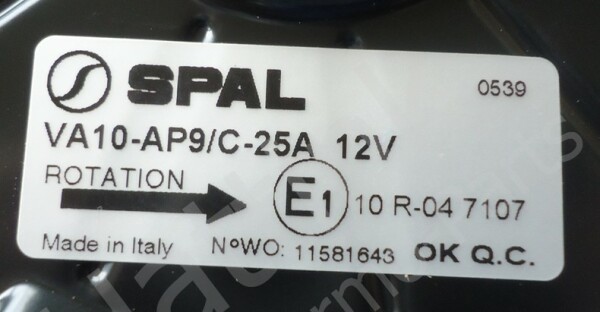 SPAL 0539
VA10-AP9/C-25A 12V
ROTATION E1 10 R-04 7107
Made in Italy N°WO: 11581643 OK Q.C.